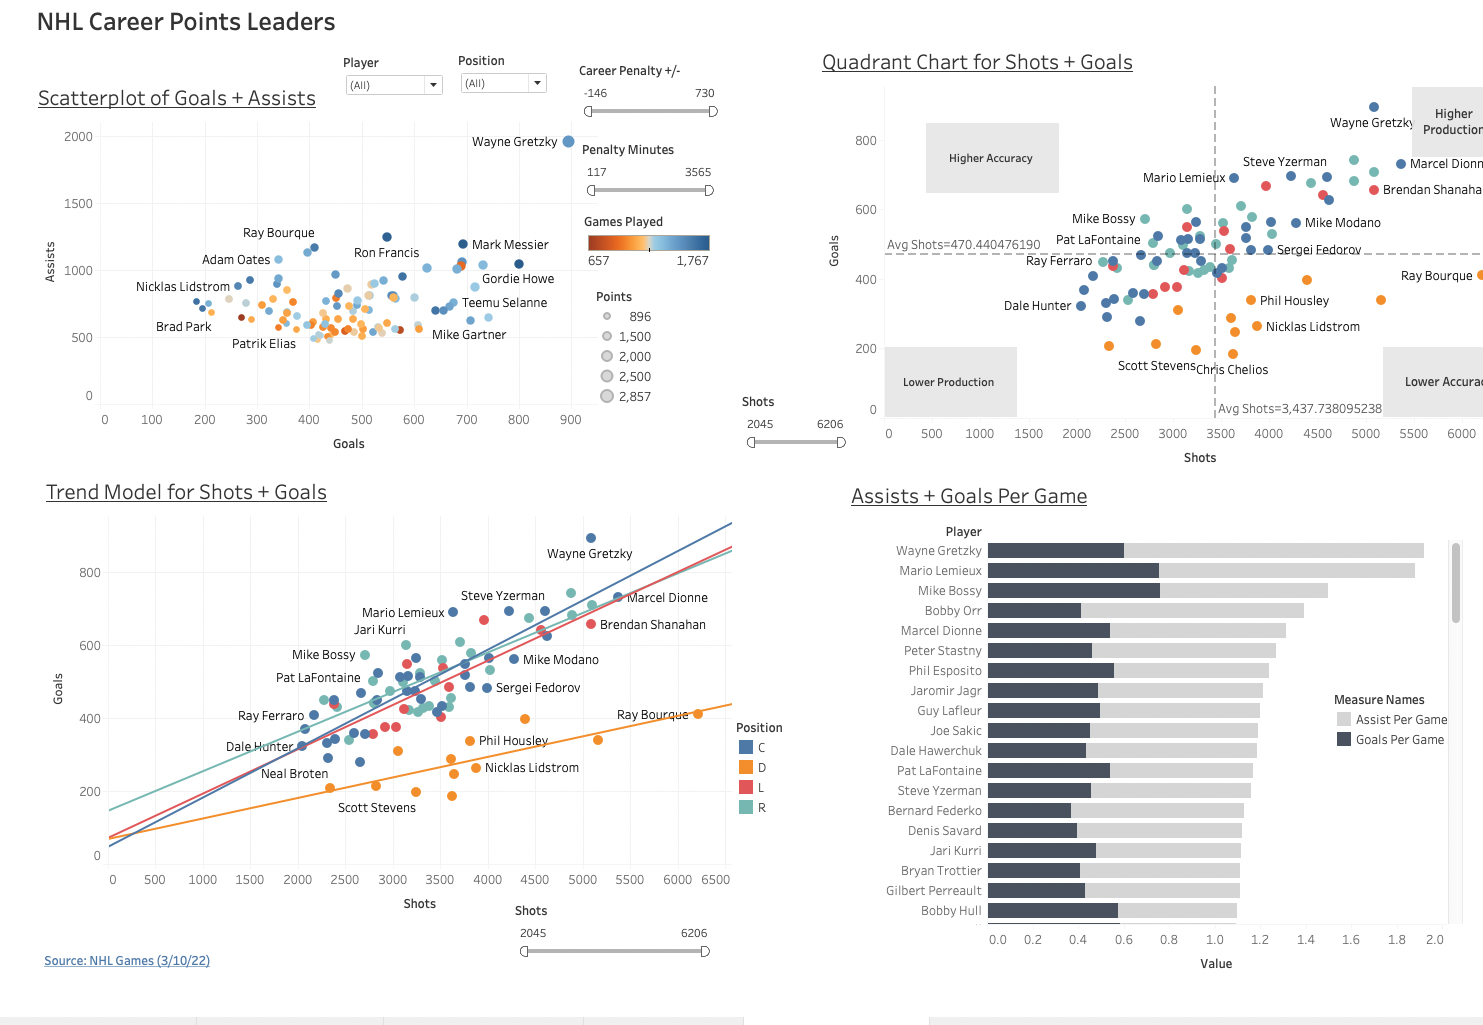 NHL Career Points Leaders
Player
(All)
Position
(All)
Career Penalty +/-
-146
730
Scatterplot of Goals + Assists
2000
1500
1000
500
0
Assists
Wayne Gretzky
Ray Bourque
Ron Francis
Mark Messier
Adam Oates
Gordie Howe
Nicklas Lidstrom
Teemu Selanne
Brad Park
Mike Gartner
Patrik Elias
0
100
200
300
400
500
600
700
800
900
Goals
Penalty Minutes
117
3565
Games Played
657
1,767
Points
896
1,500
2,000
2,500
2,857
Shots
2045
6206
Quadrant Chart for Shots + Goals
800
600
400
200
0
Goals
Higher Accuracy
Higher
Production
Wayne Gretzky
Steve Yzerman
Marcel Dionn
Mario Lemieux
Brendan Shanaha
Mike Bossy
Mike Modano
Pat LaFontaine
Avg Shots=470.440476190
Sergei Fedorov
Ray Ferraro
Ray Bourque
Dale Hunter
Phil Housley
Nicklas Lidstrom
Scott Stevens
Chris Chelios
Lower Production
Lower Accurac
Avg Shots=3,437.738095238
0
500
1000
1500
2000
2500
3000
3500
4000
4500
5000
5500
6000
Shots
Trend Model for Shots + Goals
800
600
400
200
0
Goals
Wayne Gretzky
Steve Yzerman
Marcel Dionne
Mario Lemieux
Jari Kurri
Brendan Shanahan
Mike Bossy
Mike Modano
Pat LaFontaine
Sergei Fedorov
Ray Ferraro
Ray Bourque
Dale Hunter
Phil Housley
Neal Broten
Nicklas Lidstrom
Scott Stevens
0
500
1000
1500
2000
2500
3000
3500
4000
4500
5000
5500
6000
6500
Shots
Position
C
D
L
R
Shots
2045
6206
Source: NHL Games (3/10/22)
Assists + Goals Per Game
Player
Wayne Gretzky
Mario Lemieux
Mike Bossy
Bobby Orr
Marcel Dionne
Peter Stastny
Phil Esposito
Jaromir Jagr
Guy Lafleur
Joe Sakic
Dale Hawerchuk
Pat LaFontaine
Steve Yzerman
Bernard Federko
Denis Savard
Jari Kurri
Bryan Trottier
Gilbert Perreault
Bobby Hull
0.0
0.2
0.4
0.6
0.8
1.0
1.2
1.4
1.6
1.8
2.0
Value
Measure Names
Assist Per Game
Goals Per Game